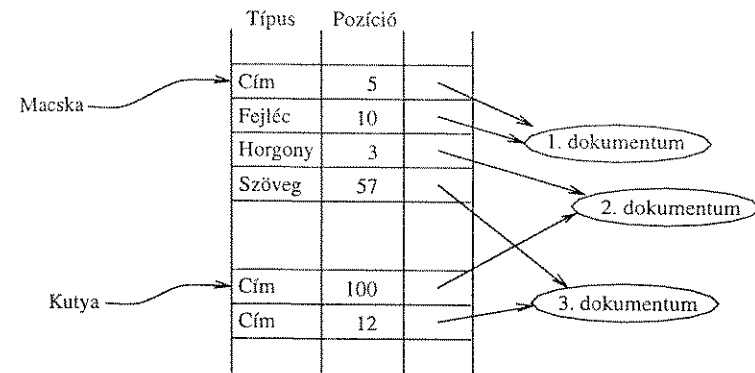 Típus Pozíció
Macska
Cím 5
Fejléc 10
Horgony 3
Szöveg 57
1. dokumentum
2. dokumentum
Kutya
Cím 100
Cím 12
3. dokumentum